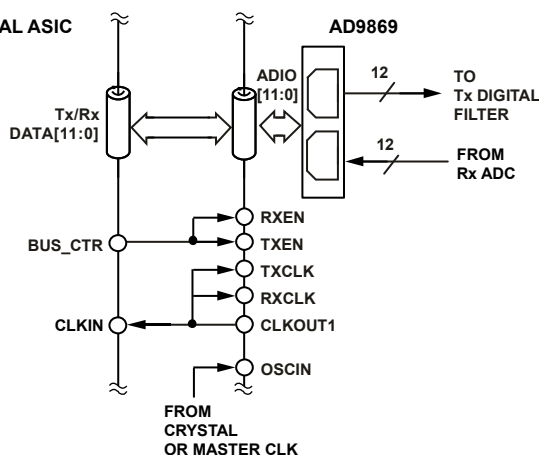 AL ASIC
AD9869
ADIO
[11:0]
12
TO
Tx DIGITAL
FILTER
Tx/Rx
DATA[11:0]
12
FROM
Rx ADC
RXEN
BUS_CTR
TXEN
TXCLK
RXCLK
CLKIN
CLKOUT1
OSCIN
FROM
CRYSTAL
OR MASTER CLK